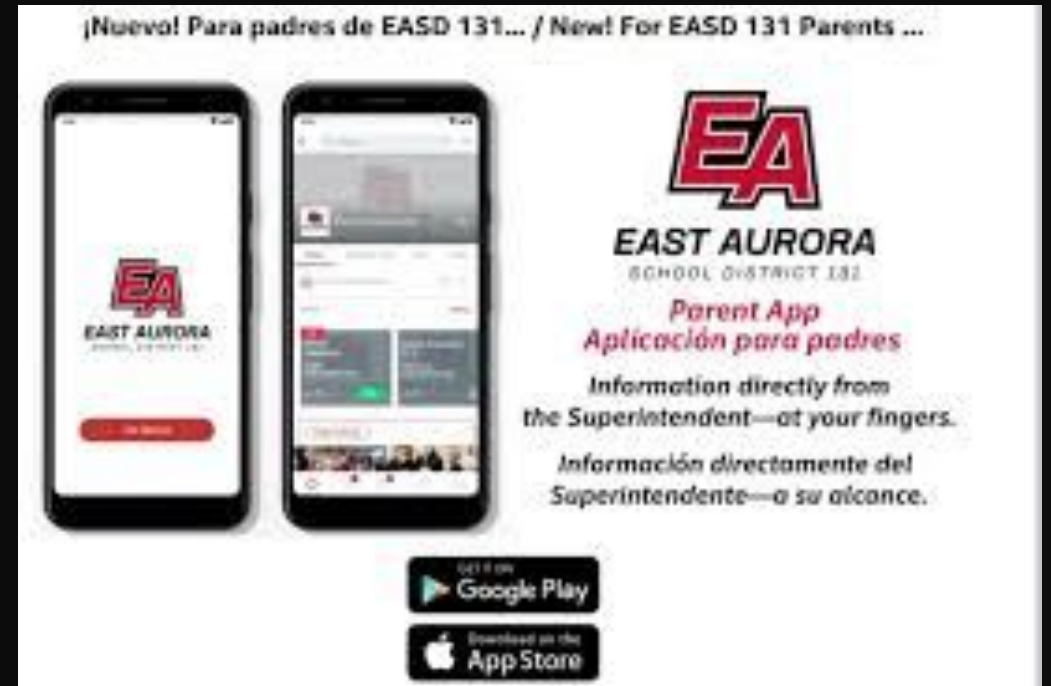 ¡Nuevo! Para padres de EASD 131... / New! For EASD 131 Parents ...
EA
EAST AURORA
EA
EAST AURORA
SCHOOL DISTRICT 131
Parent App
Aplicación para padres
Information directly from
the Superintendent—at your fingers.
Información directamente del
Superintendente—a su alcance.
GET IT ON
Google Play
Download on the
App Store